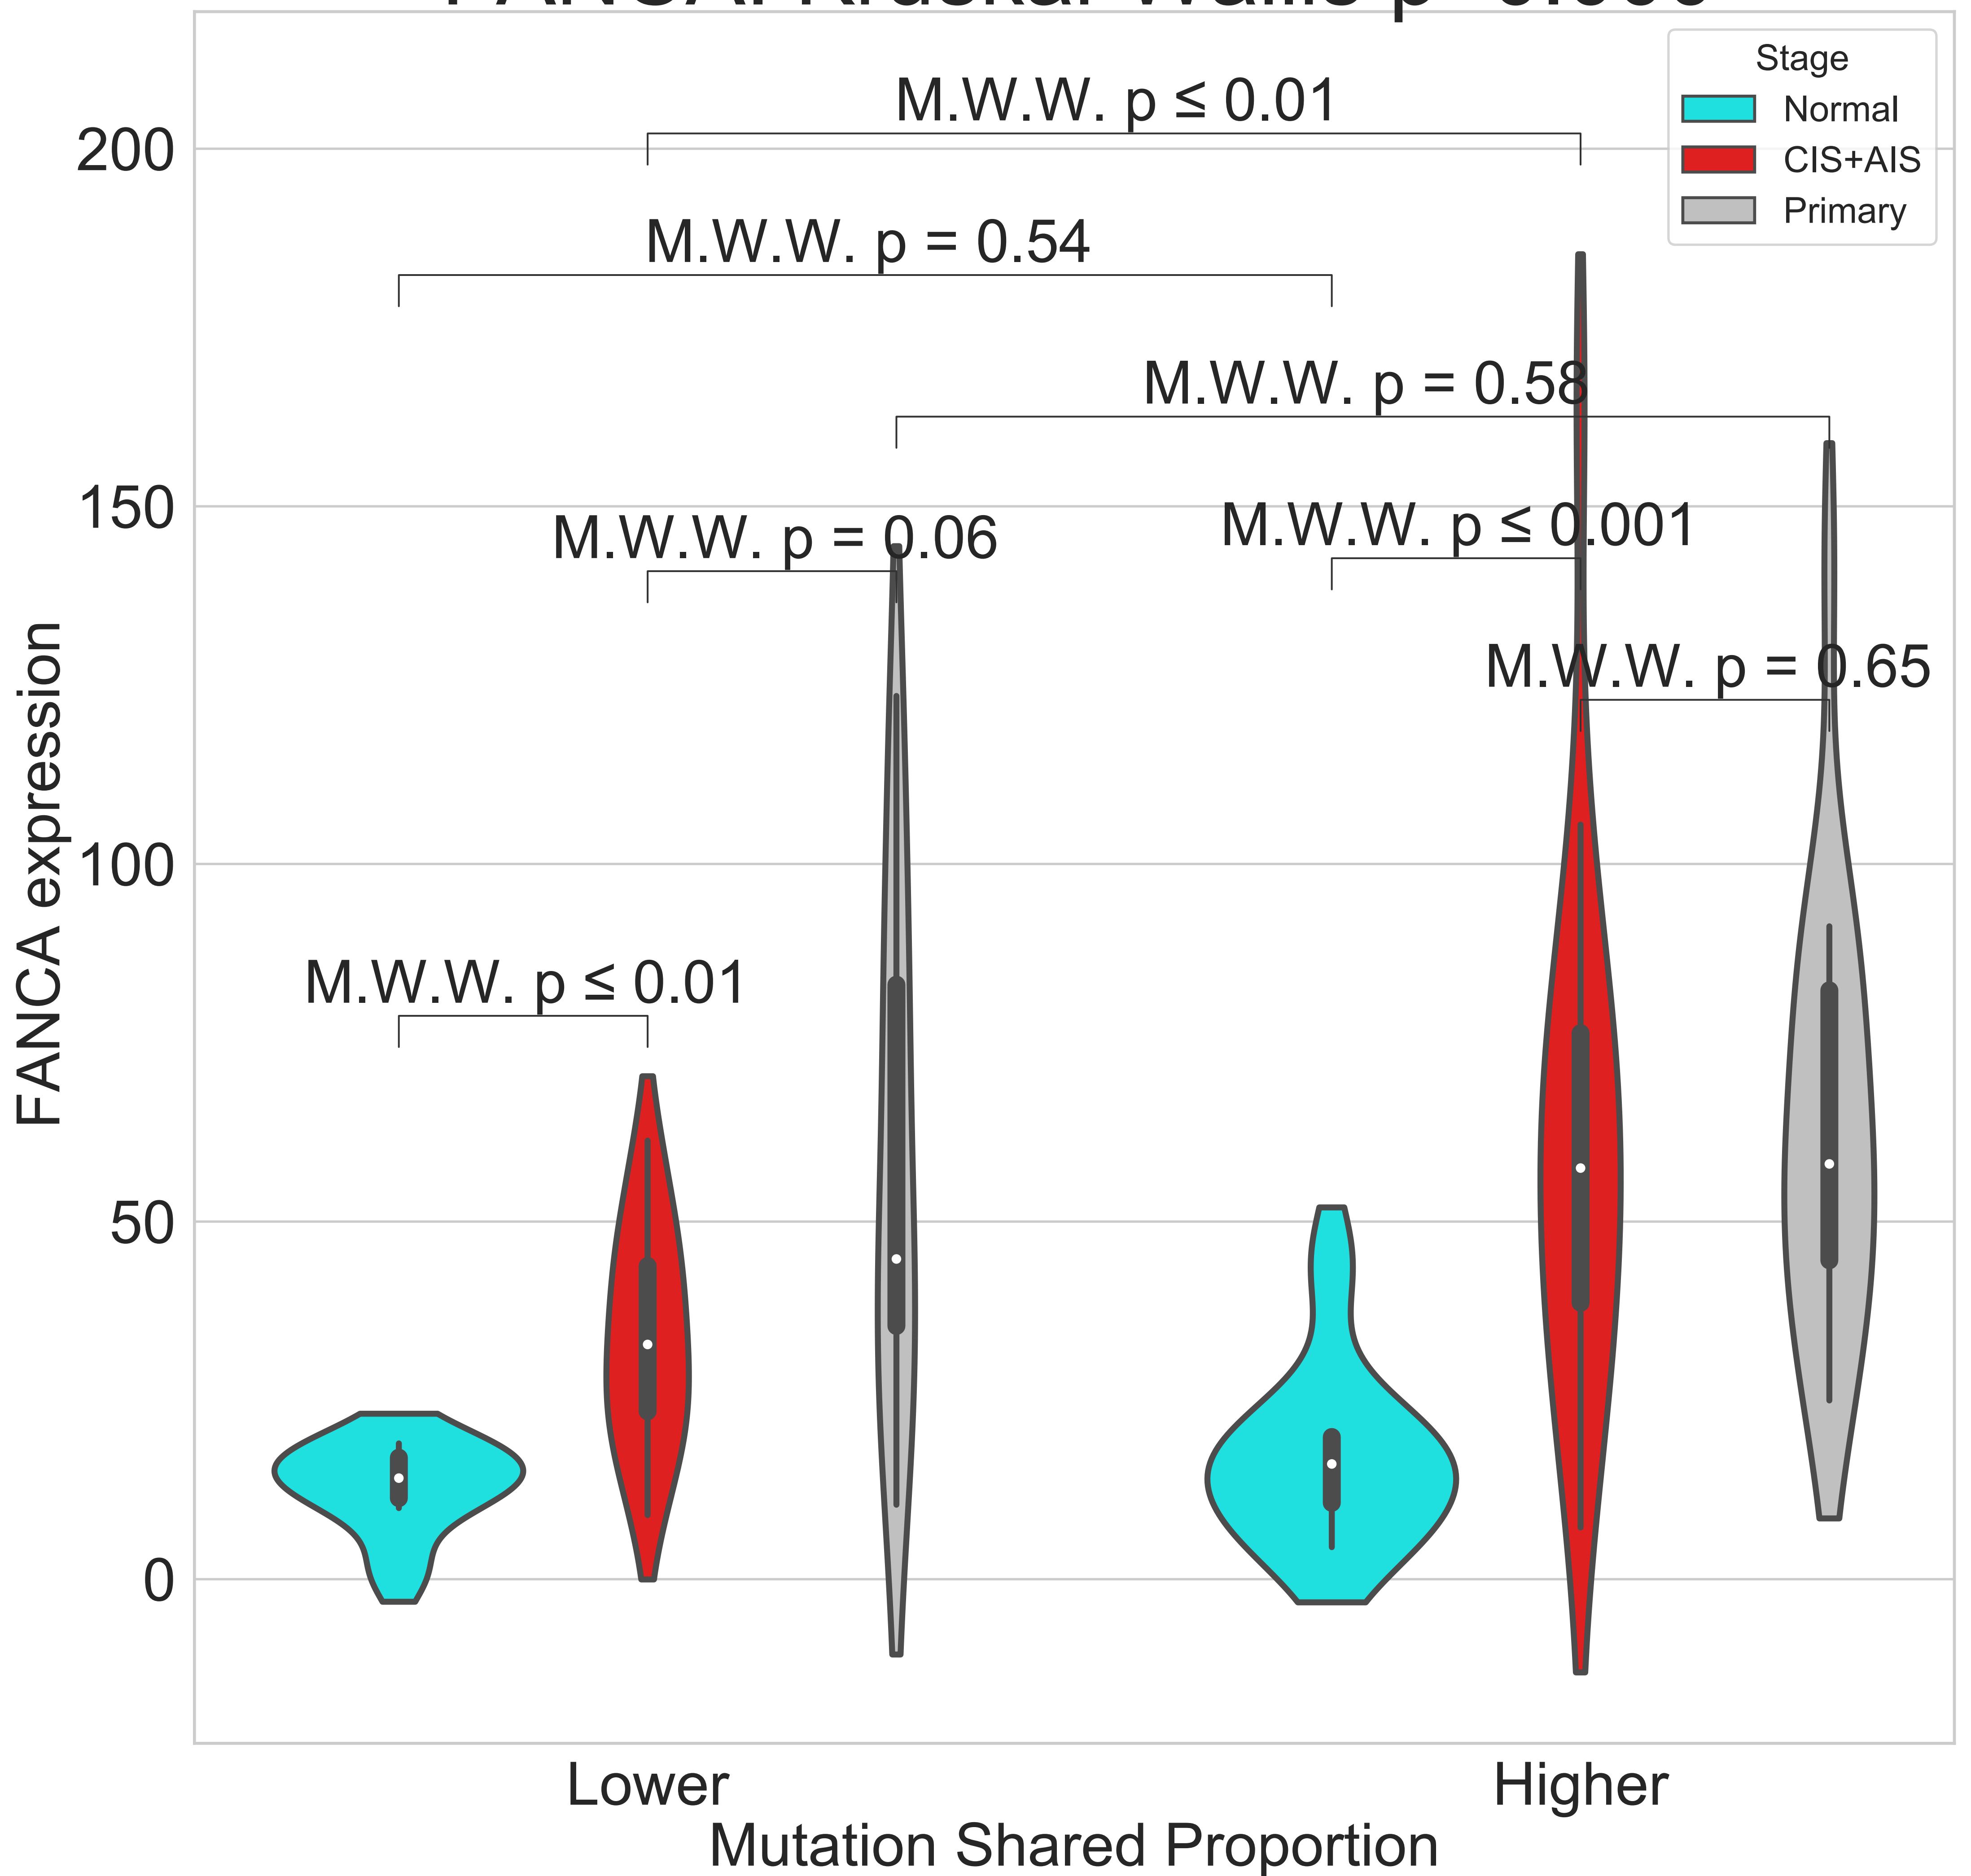 Stage
Normal
CIS+AIS
Primary
M.W.W. p ≤ 0.01
M.W.W. p = 0.54
M.W.W. p = 0.58
M.W.W. p = 0.06
M.W.W. p ≤ 0.001
M.W.W. p = 0.65
M.W.W. p ≤ 0.01
200
150
100
50
0
FANCA expression
Lower
Higher
Mutation Shared Proportion